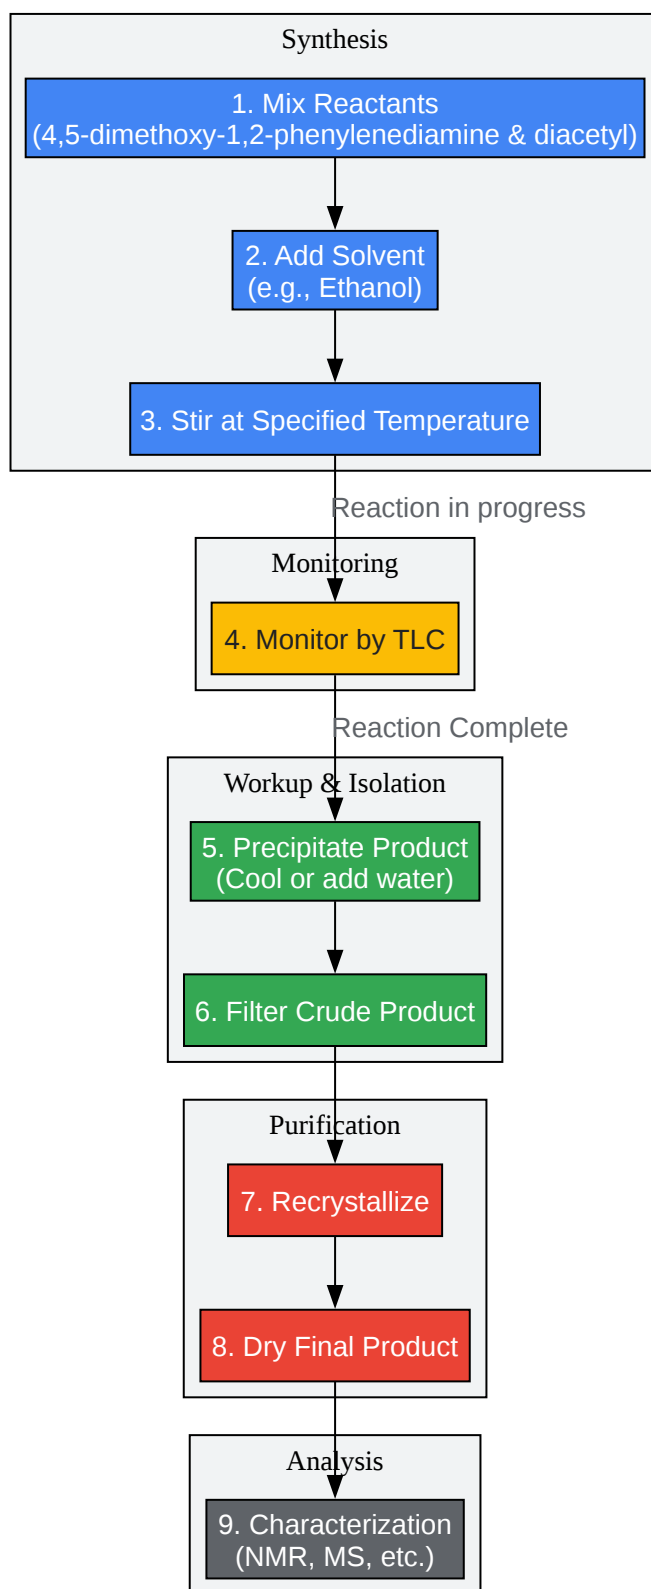 Synthesis
1. Mix Reactants
(4,5-dimethoxy-1,2-phenylenediamine & diacetyl)
2. Add Solvent
(e.g., Ethanol)
3. Stir at Specified Temperature
Reaction in progress
Monitoring
4. Monitor by TLC
Reaction Complete
Workup & Isolation
5. Precipitate Product
(Cool or add water)
6. Filter Crude Product
Purification
7. Recrystallize
8. Dry Final Product
Analysis
9. Characterization
(NMR, MS, etc.)